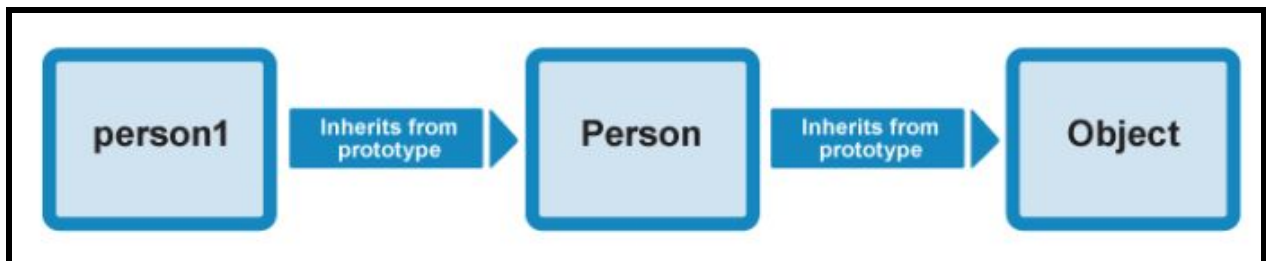 person1
Inherits from
prototype
Person
Inherits from
prototype
Object